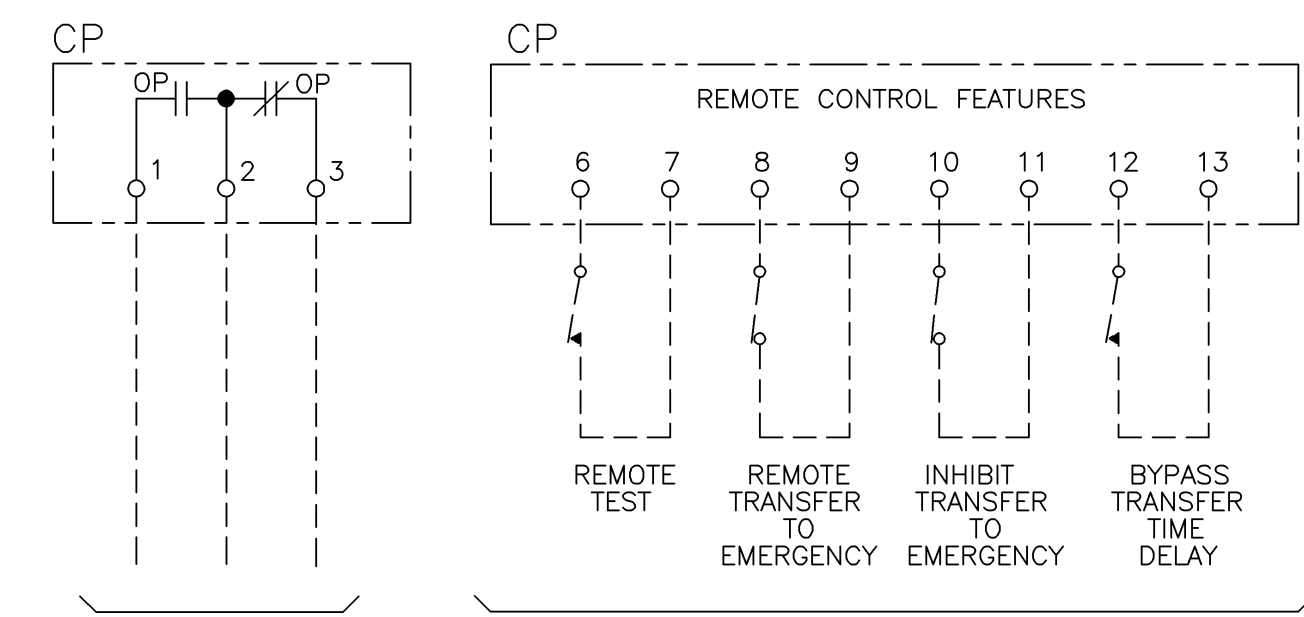 CP
OP OP
1 2 3
CP
REMOTE CONTROL FEATURES
6 7 8 9 10 11 12 13
REMOTE
TEST
REMOTE
TRANSFER
TO
EMERGENCY
INHIBIT
TRANSFER
TO
EMERGENCY
BYPASS
TRANSFER
TIME
DELAY